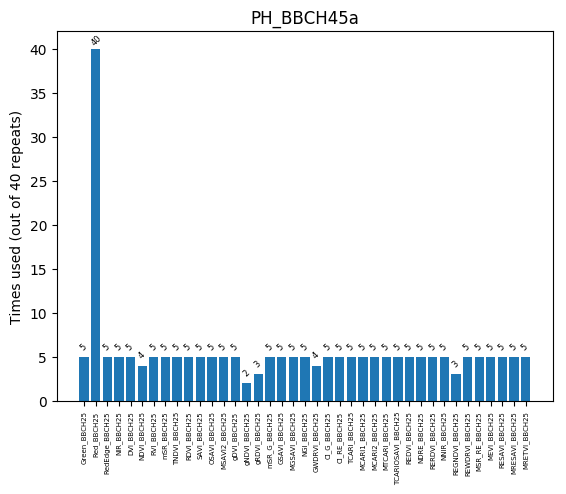 PH_BBCH45a
Times used (out of 40 repeats)
40
35
30
25
20
15
10
5
0
5
40
5
5
5
4
5
5
5
5
5
5
5
5
2
3
5
5
5
5
4
5
5
5
5
5
5
5
5
5
5
5
3
5
5
5
5
5
5
Green_BBCH25
Red_BBCH25
RedEdge_BBCH25
NIR_BBCH25
DVI_BBCH25
NDVI_BBCH25
RVI_BBCH25
mSR_BBCH25
TNDVI_BBCH25
RDVI_BBCH25
SAVI_BBCH25
OSAVI_BBCH25
MSAVI2_BBCH25
gDVI_BBCH25
gNDVI_BBCH25
gRDVI_BBCH25
mSR_G_BBCH25
GSAVI_BBCH25
MGSAVI_BBCH25
NGI_BBCH25
GWDRVI_BBCH25
CI_G_BBCH25
CI_RE_BBCH25
TCARI_BBCH25
MCARI1_BBCH25
MCARI2_BBCH25
MTCARI_BBCH25
TCARIOSAVI_BBCH25
REDVI_BBCH25
NDRE_BBCH25
RERDVI_BBCH25
NNIR_BBCH25
REGNDVI_BBCH25
REWDRVI_BBCH25
MSR_RE_BBCH25
MEVI_BBCH25
RESAVI_BBCH25
MRESAVI_BBCH25
MRETVI_BBCH25